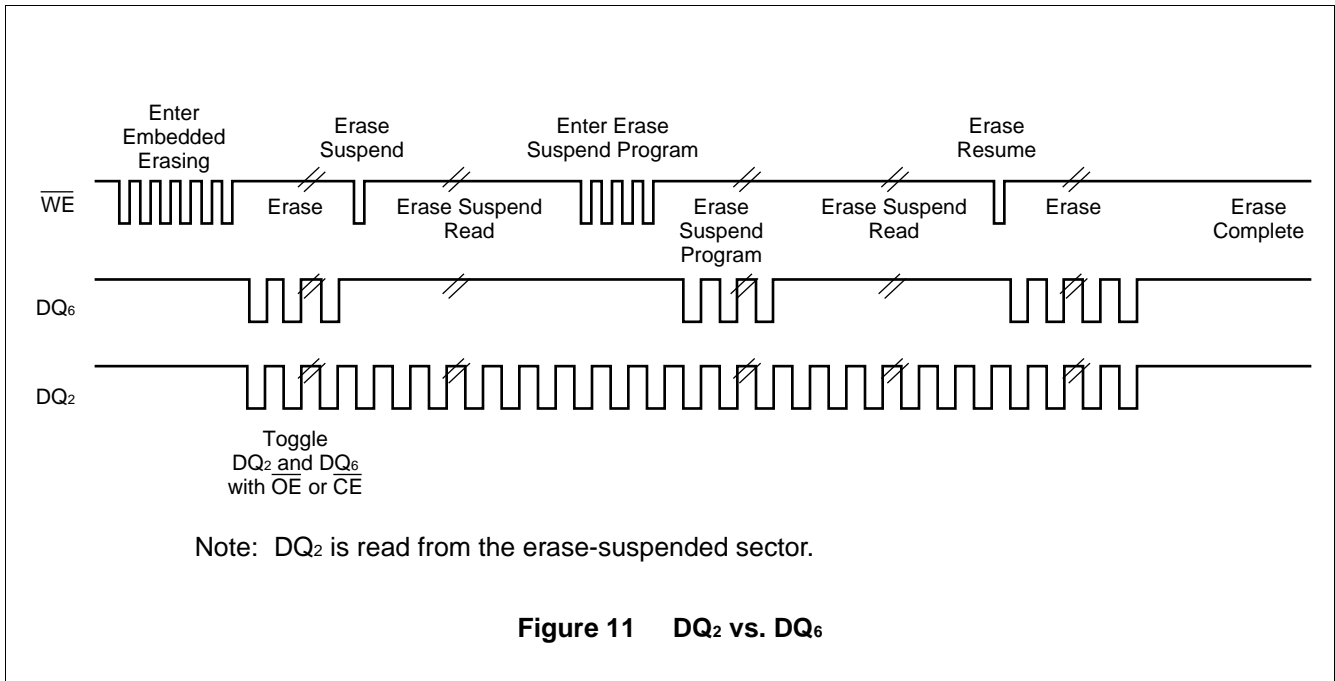 Enter
Embedded
Erasing
Erase
Suspend
Enter Erase
Suspend Program
Erase
Resume
WE
Erase
Erase Suspend
Read
Erase
Suspend
Program
Erase Suspend
Read
Erase
Erase
Complete
DQ6
DQ2
Toggle
DQ2 and DQ6
with OE or CE
Note: DQ2 is read from the erase-suspended sector.
Figure 11 DQ2 vs. DQ6